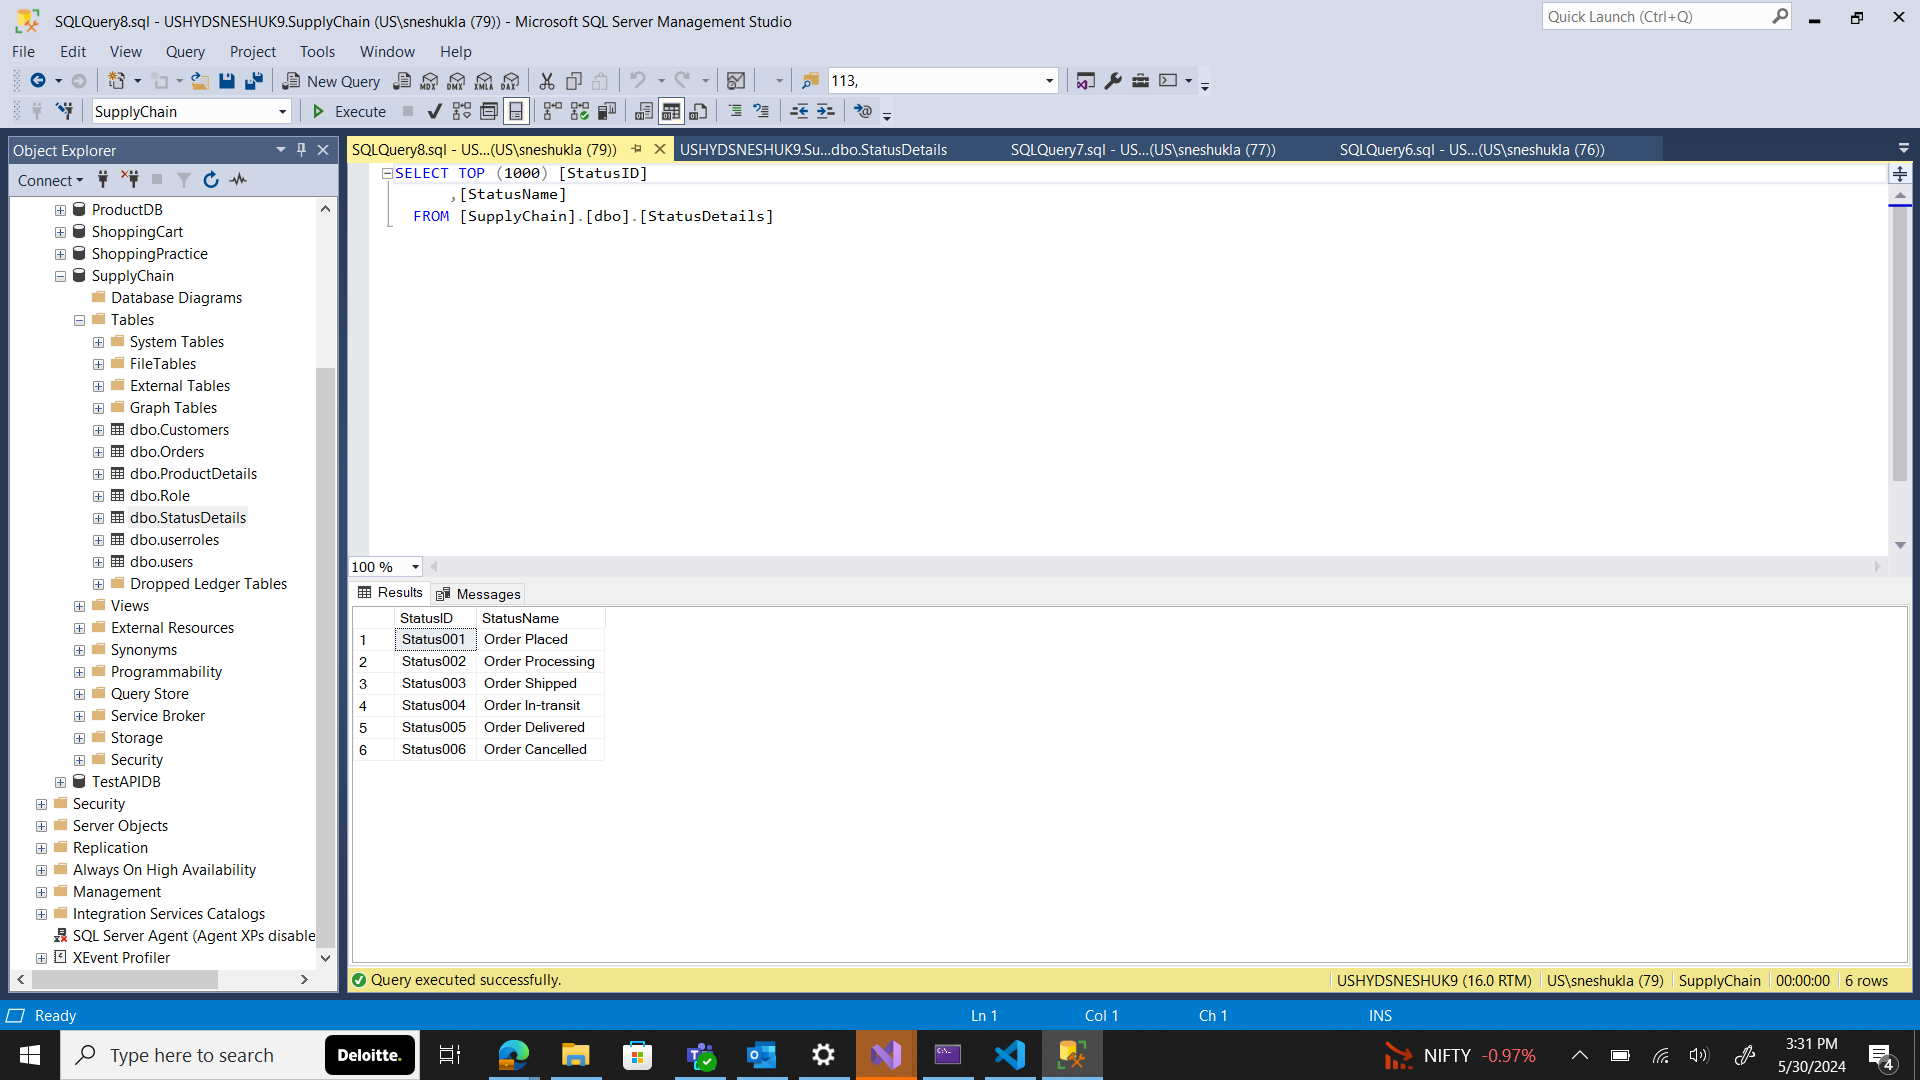 SQLQuery8.sql - USHYDSNESHUK9.SupplyChain (US\sneshukla (79)) - Microsoft SQL Server Management Studio
Quick Launch (Ctrl+Q)
File Edit View Query Project Tools Window Help
New Query MDX DMX XMLA DAX 113,
SupplyChain Execute
Object Explorer
SQLQuery8.sql - US...(US\sneshukla (79)) USHYDSNESHUK9.Su...dbo.StatusDetails SQLQuery7.sql - US...(US\sneshukla (77)) SQLQuery6.sql - US...(US\sneshukla (76))
Connect
ProductDB
ShoppingCart
ShoppingPractice
SupplyChain
Database Diagrams
Tables
System Tables
FileTables
External Tables
Graph Tables
dbo.Customers
dbo.Orders
dbo.ProductDetails
dbo.Role
dbo.StatusDetails
dbo.userroles
dbo.users
Dropped Ledger Tables
Views
External Resources
Synonyms
Programmability
Query Store
Service Broker
Storage
Security
TestAPIDB
Security
Server Objects
Replication
Always On High Availability
Management
Integration Services Catalogs
SQL Server Agent (Agent XPs disable
XEvent Profiler
SELECT TOP (1000) [StatusID]
,[StatusName]
FROM [SupplyChain].[dbo].[StatusDetails]
100 %
Results Messages
StatusID StatusName
1 Status001 Order Placed
2 Status002 Order Processing
3 Status003 Order Shipped
4 Status004 Order In-transit
5 Status005 Order Delivered
6 Status006 Order Cancelled
Query executed successfully. USHYDSNESHUK9 (16.0 RTM) US\sneshukla (79) SupplyChain 00:00:00 6 rows
Ready Ln 1 Col 1 Ch 1 INS
Type here to search Deloitte. NIFTY -0.97% 3:31 PM
5/30/2024 4